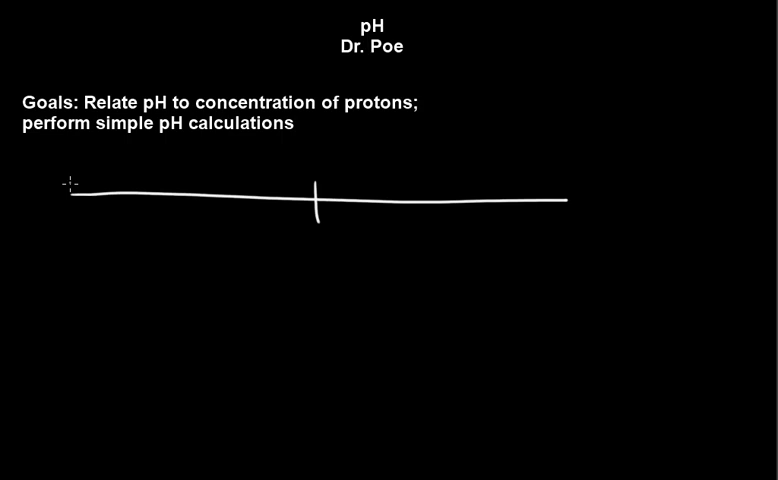 pH
Dr. Poe
Goals: Relate pH to concentration of protons;
perform simple pH calculations